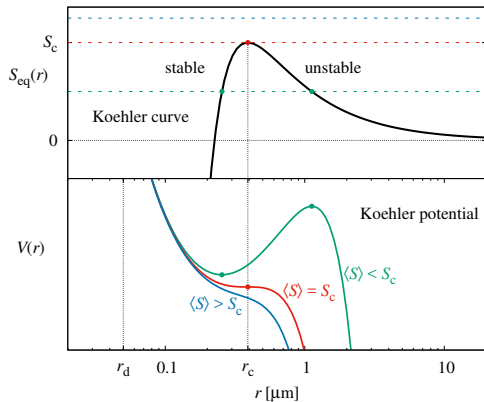 S_c
stable
unstable
S_eq(r)
Koehler curve
0
Koehler potential
V(r)
⟨S⟩ < S_c
⟨S⟩ = S_c
⟨S⟩ > S_c
r_d
0.1
r_c
1
10
r [μm]